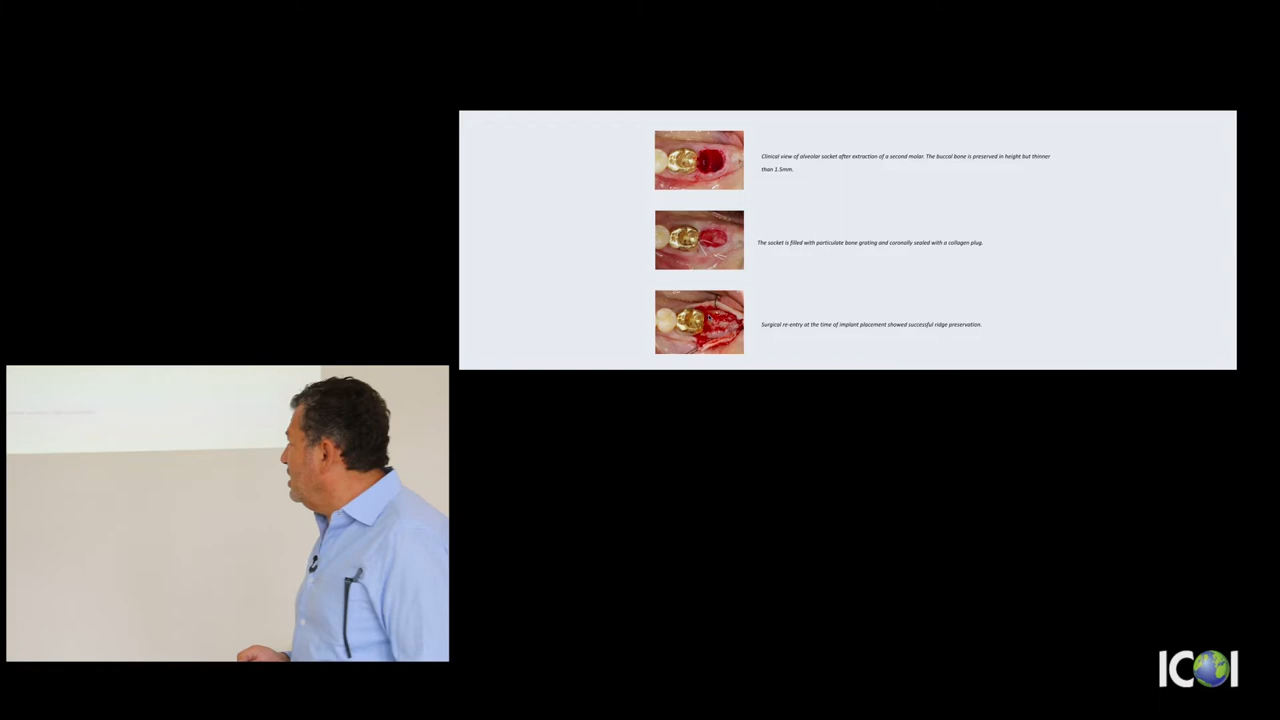 Clinical view of alveolar socket after extraction of a second molar. The buccal bone is preserved in height but thinner
than 1.5mm.
The socket is filled with particulate bone grating and coronally sealed with a collagen plug.
Surgical re-entry at the time of implant placement showed successful ridge preservation.
ICOI